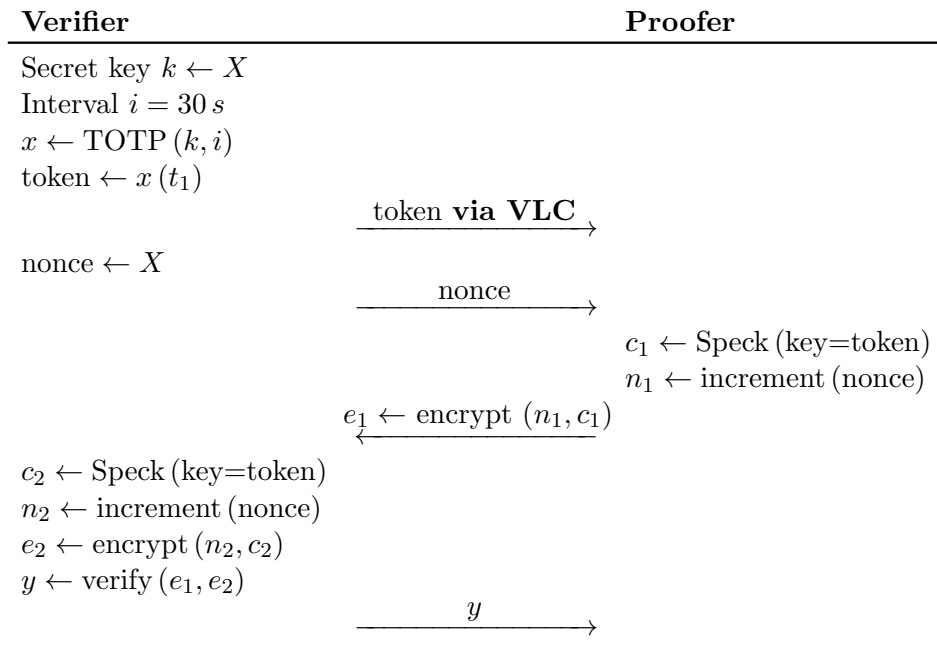 Verifier Proofer
Secret key k ← X
Interval i = 30 s
x ← TOTP (k, i)
token ← x (t₁)
token via VLC
nonce ← X
nonce
c₁ ← Speck (key=token)
n₁ ← increment (nonce)
e₁ ← encrypt (n₁, c₁)
c₂ ← Speck (key=token)
n₂ ← increment (nonce)
e₂ ← encrypt (n₂, c₂)
y ← verify (e₁, e₂)
y